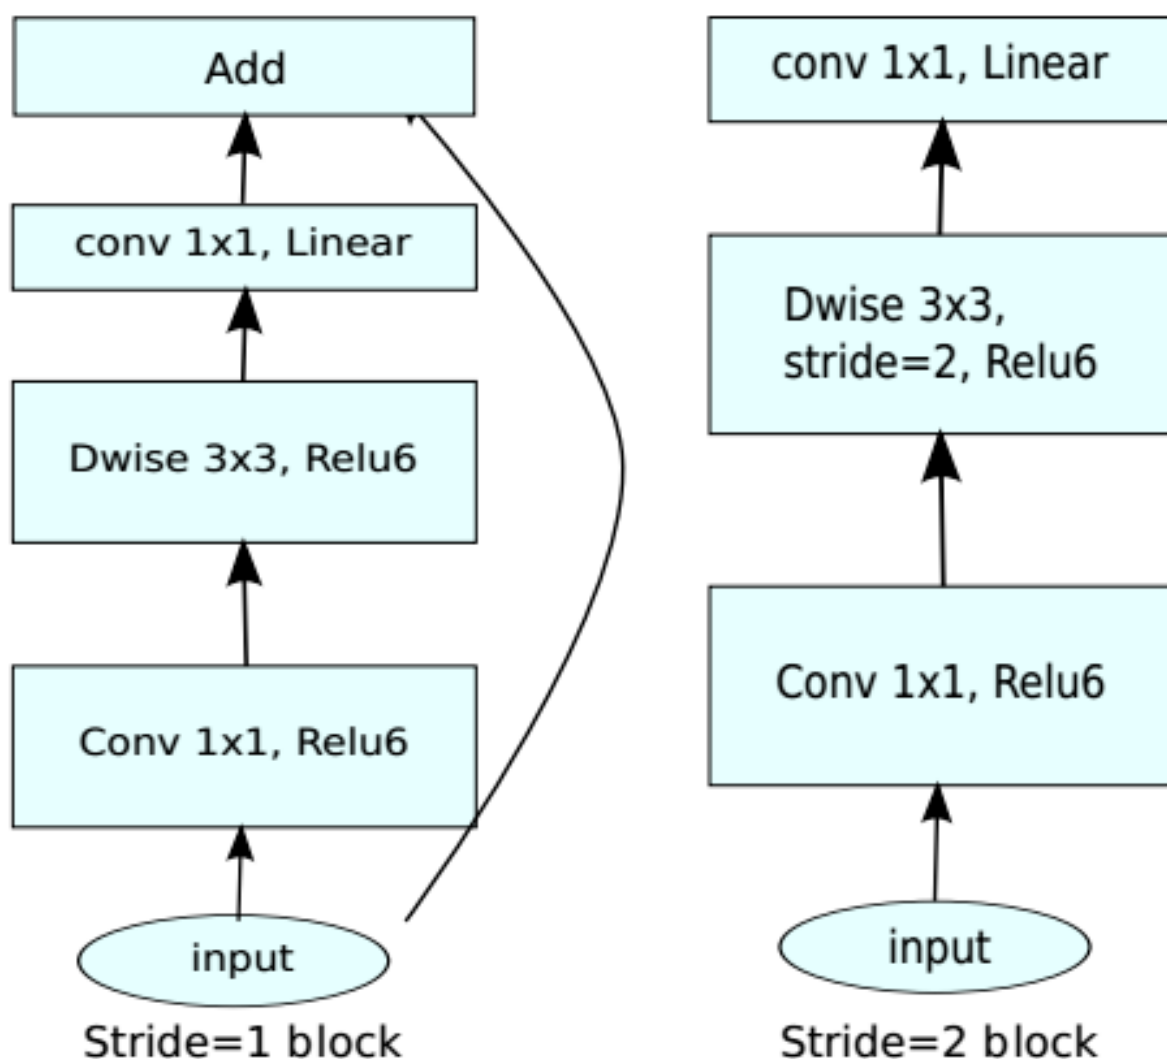 Add
conv 1x1, Linear
Dwise 3x3, Relu6
Conv 1x1, Relu6
input
Stride=1 block
conv 1x1, Linear
Dwise 3x3,
stride=2, Relu6
Conv 1x1, Relu6
input
Stride=2 block